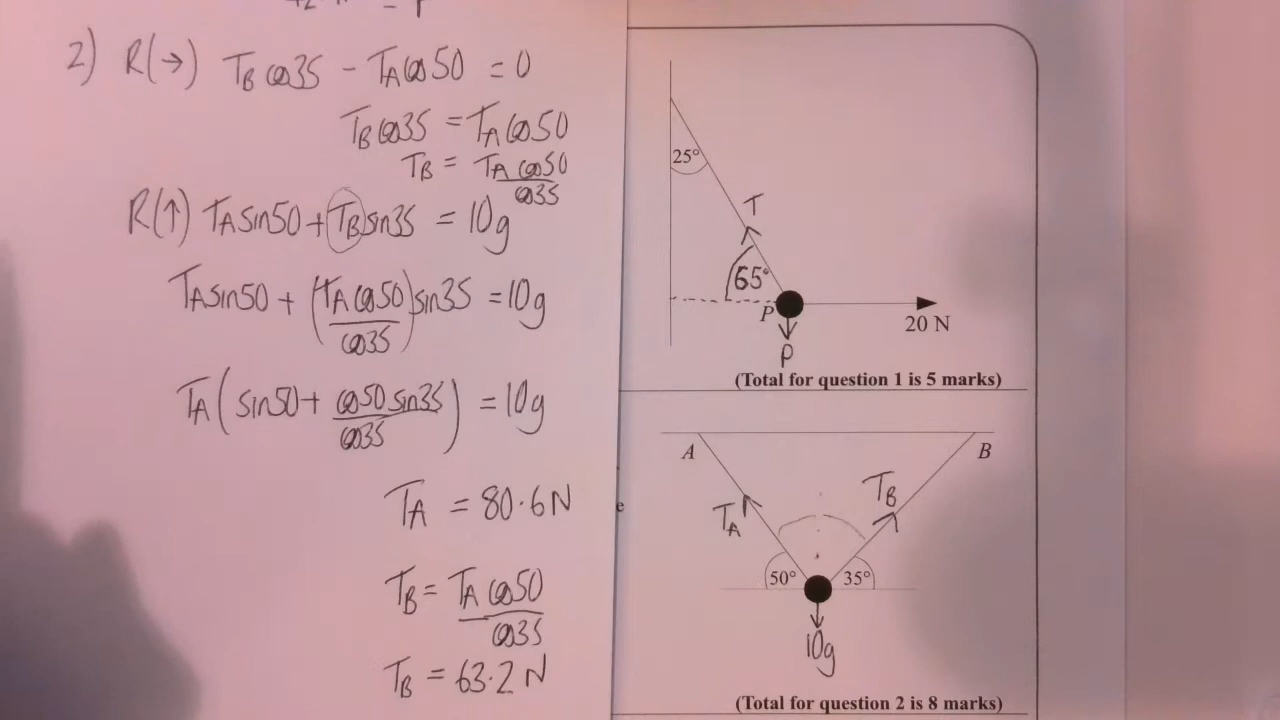 2) R(→) T_B cos35 - T_A cos50 = 0
T_B cos35 = T_A cos50
T_B = T_A cos50 / cos35
R(↑) T_A sin50 + T_B sin35 = 10g
T_A sin50 + (T_A cos50 / cos35) sin35 = 10g
T_A (sin50 + cos50 sin35 / cos35) = 10g
T_A = 80.6N
T_B = T_A cos50 / cos35
T_B = 63.2N
25°
T
65°
P
20 N
P
(Total for question 1 is 5 marks)
A
B
T_A
T_B
50°
35°
10g
e
(Total for question 2 is 8 marks)